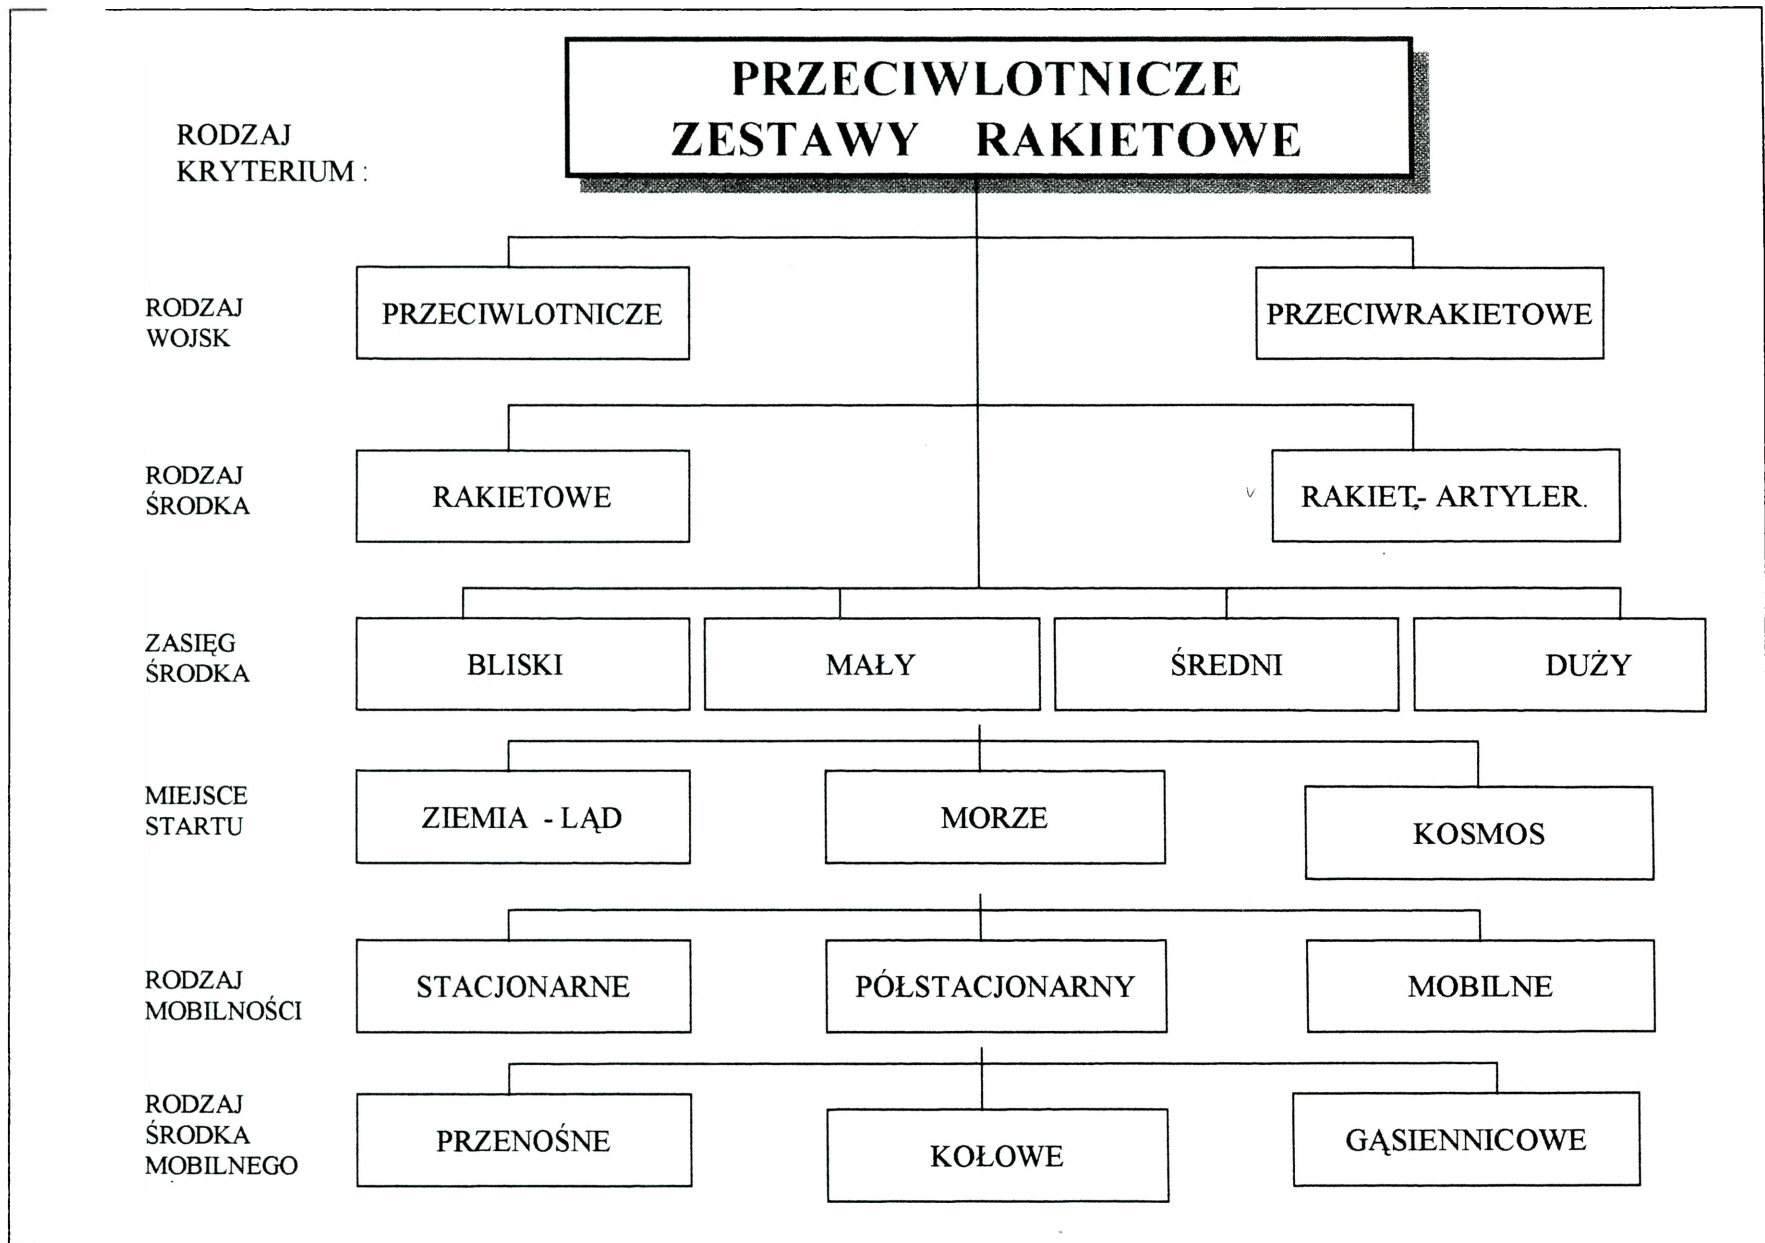 PRZECIWLOTNICZE
ZESTAWY RAKIETOWE
RODZAJ
KRYTERIUM :
RODZAJ
WOJSK
PRZECIWLOTNICZE
PRZECIWRAKIETOWE
RODZAJ
ŚRODKA
RAKIETOWE
RAKIET,- ARTYLER.
ZASIĘG
ŚRODKA
BLISKI
MAŁY
ŚREDNI
DUŻY
MIEJSCE
STARTU
ZIEMIA - LĄD
MORZE
KOSMOS
RODZAJ
MOBILNOŚCI
STACJONARNE
PÓŁSTACJONARNY
MOBILNE
RODZAJ
ŚRODKA
MOBILNEGO
PRZENOŚNE
KOŁOWE
GĄSIENNICOWE